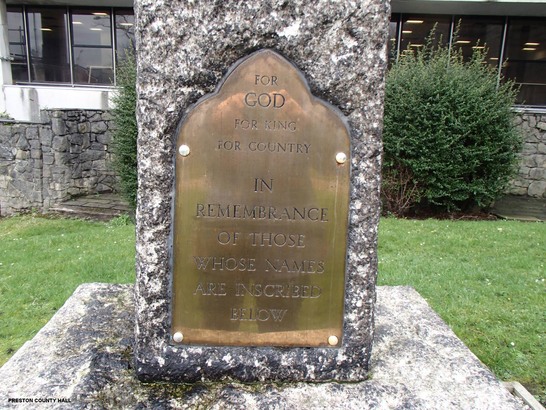 FOR
GOD
FOR KING
FOR COUNTRY
IN
REMEMBRANCE
OF THOSE
WHOSE NAMES
ARE INSCRIBED
BELOW
PRESTON COUNTY HALL